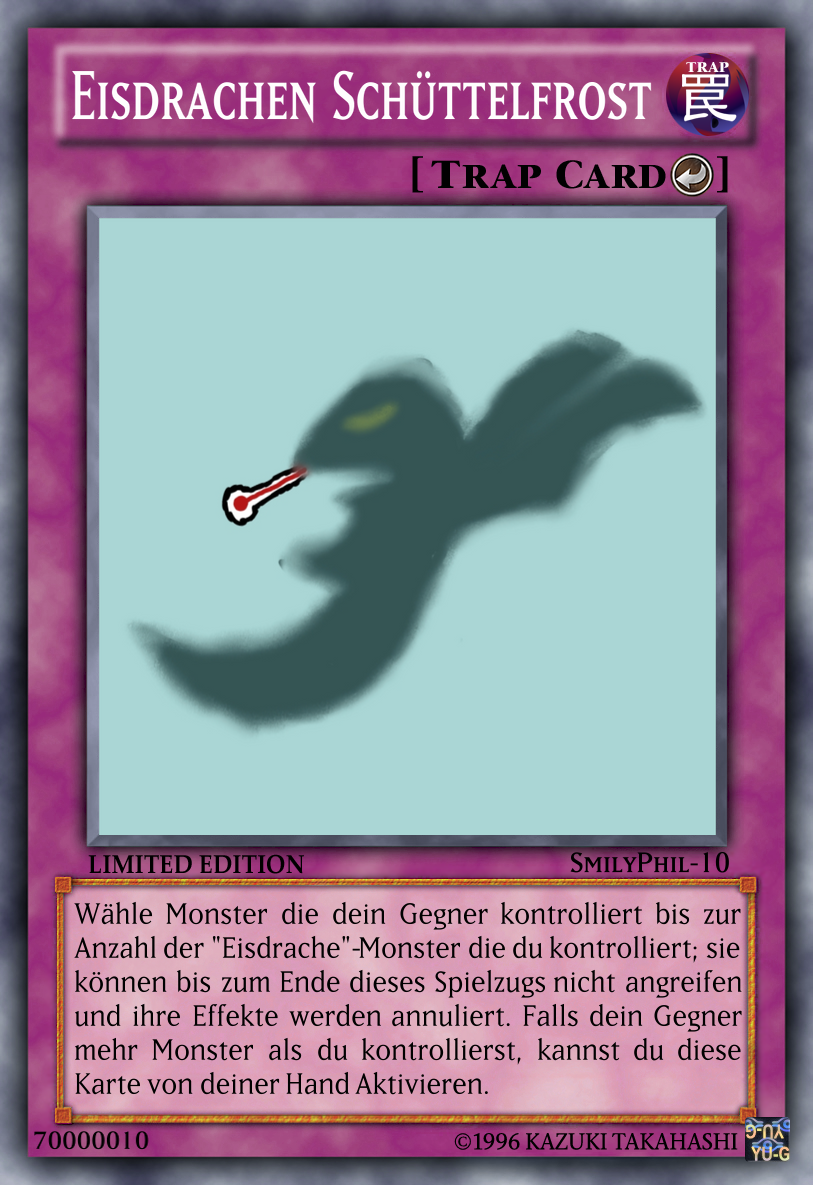 EISDRACHEN SCHÜTTELFROST
TRAP
罠
[TRAP CARD]
LIMITED EDITION
SMILYPHIL-10
Wähle Monster die dein Gegner kontrolliert bis zur
Anzahl der "Eisdrache"-Monster die du kontrolliert; sie
können bis zum Ende dieses Spielzugs nicht angreifen
und ihre Effekte werden annuliert. Falls dein Gegner
mehr Monster als du kontrollierst, kannst du diese
Karte von deiner Hand Aktivieren.
70000010
©1996 KAZUKI TAKAHASHI
YU-G